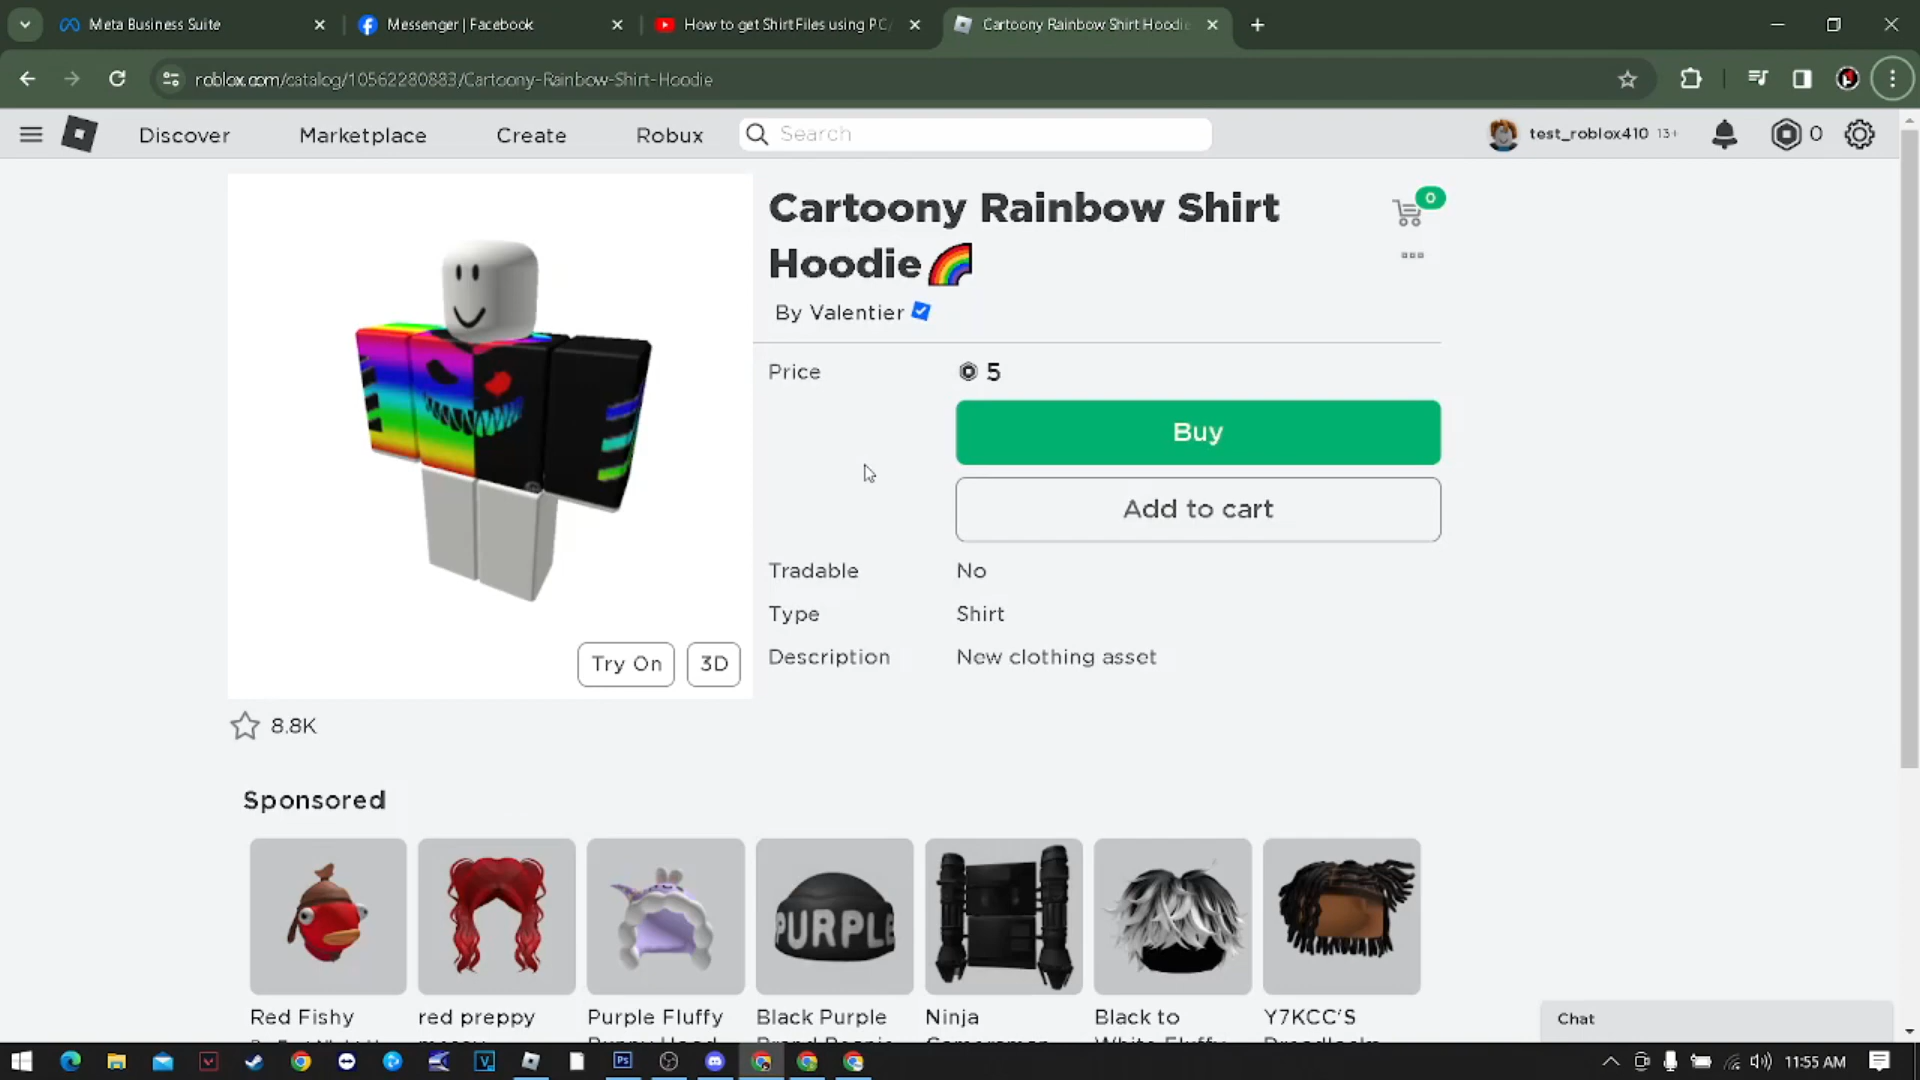 Meta Business Suite
Messenger | Facebook
How to get Shirt Files using PC/
Cartoony Rainbow Shirt Hoodie
roblox.com/catalog/10562280883/Cartoony-Rainbow-Shirt-Hoodie
Discover
Marketplace
Create
Robux
Search
test_roblox410 13+
0
Cartoony Rainbow Shirt
Hoodie
0
By Valentier
Price
5
Buy
Add to cart
Tradable
No
Type
Shirt
Description
New clothing asset
Try On
3D
8.8K
Sponsored
PURPLE
Red Fishy
red preppy
Purple Fluffy
Black Purple
Ninja
Black to
Y7KCC'S
Chat
11:55 AM